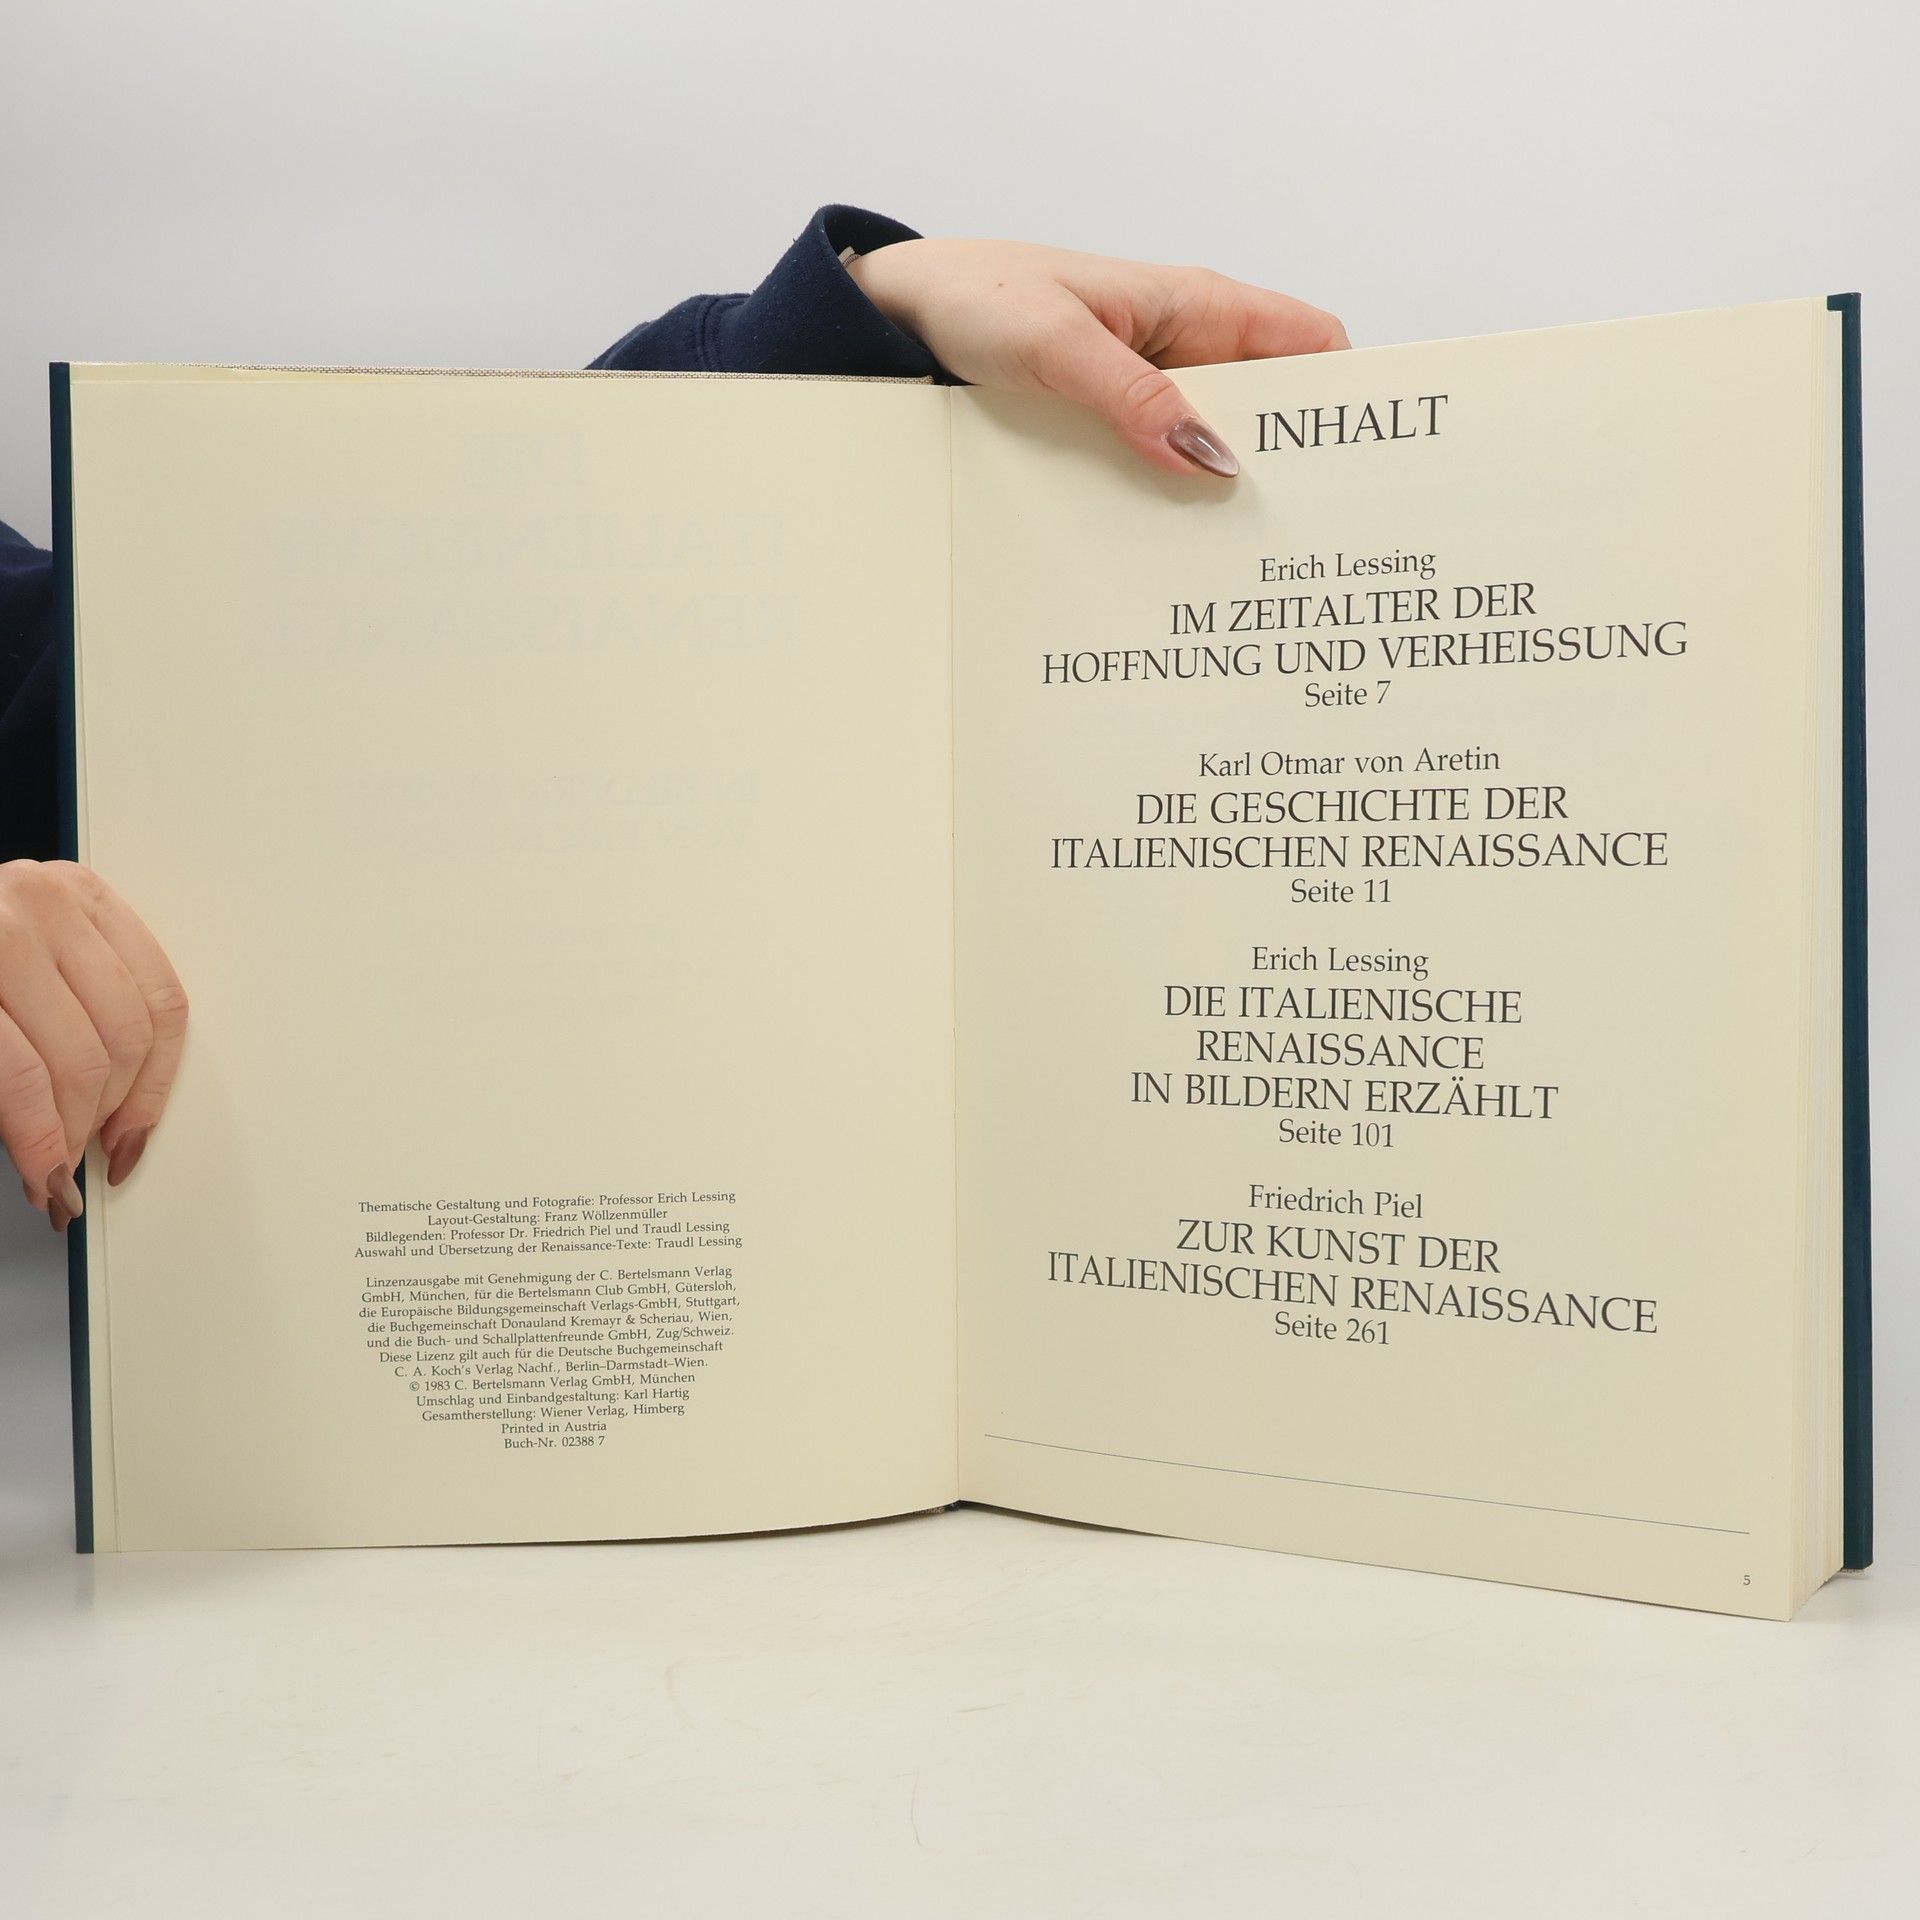 Thematische Gestaltung und Fotografie: Professor Erich Lessing
Layout-Gestaltung: Franz Wöllzenmüller
Bildlegenden: Professor Dr. Friedrich Piel und Traudl Lessing
Auswahl und Übersetzung der Renaissance-Texte: Traudl Lessing
Linzenzausgabe mit Genehmigung der C. Bertelsmann Verlag
GmbH, München, für die Bertelsmann Club GmbH, Gütersloh,
die Europäische Bildungsgemeinschaft Verlags-GmbH, Stuttgart,
die Buchgemeinschaft Donauland Kremayr & Scheriau, Wien,
und die Buch- und Schallplattenfreunde GmbH, Zug/Schweiz.
Diese Lizenz gilt auch für die Deutsche Buchgemeinschaft
C. A. Koch's Verlag Nachf., Berlin–Darmstadt–Wien.
© 1983 C. Bertelsmann Verlag GmbH, München
Umschlag und Einbandgestaltung: Karl Hartig
Gesamtherstellung: Wiener Verlag, Himberg
Printed in Austria
Buch-Nr. 02388 7
INHALT
Erich Lessing
IM ZEITALTER DER
HOFFNUNG UND VERHEISSUNG
Seite 7
Karl Otmar von Aretin
DIE GESCHICHTE DER
ITALIENISCHEN RENAISSANCE
Seite 11
Erich Lessing
DIE ITALIENISCHE
RENAISSANCE
IN BILDERN ERZÄHLT
Seite 101
Friedrich Piel
ZUR KUNST DER
ITALIENISCHEN RENAISSANCE
Seite 261
5